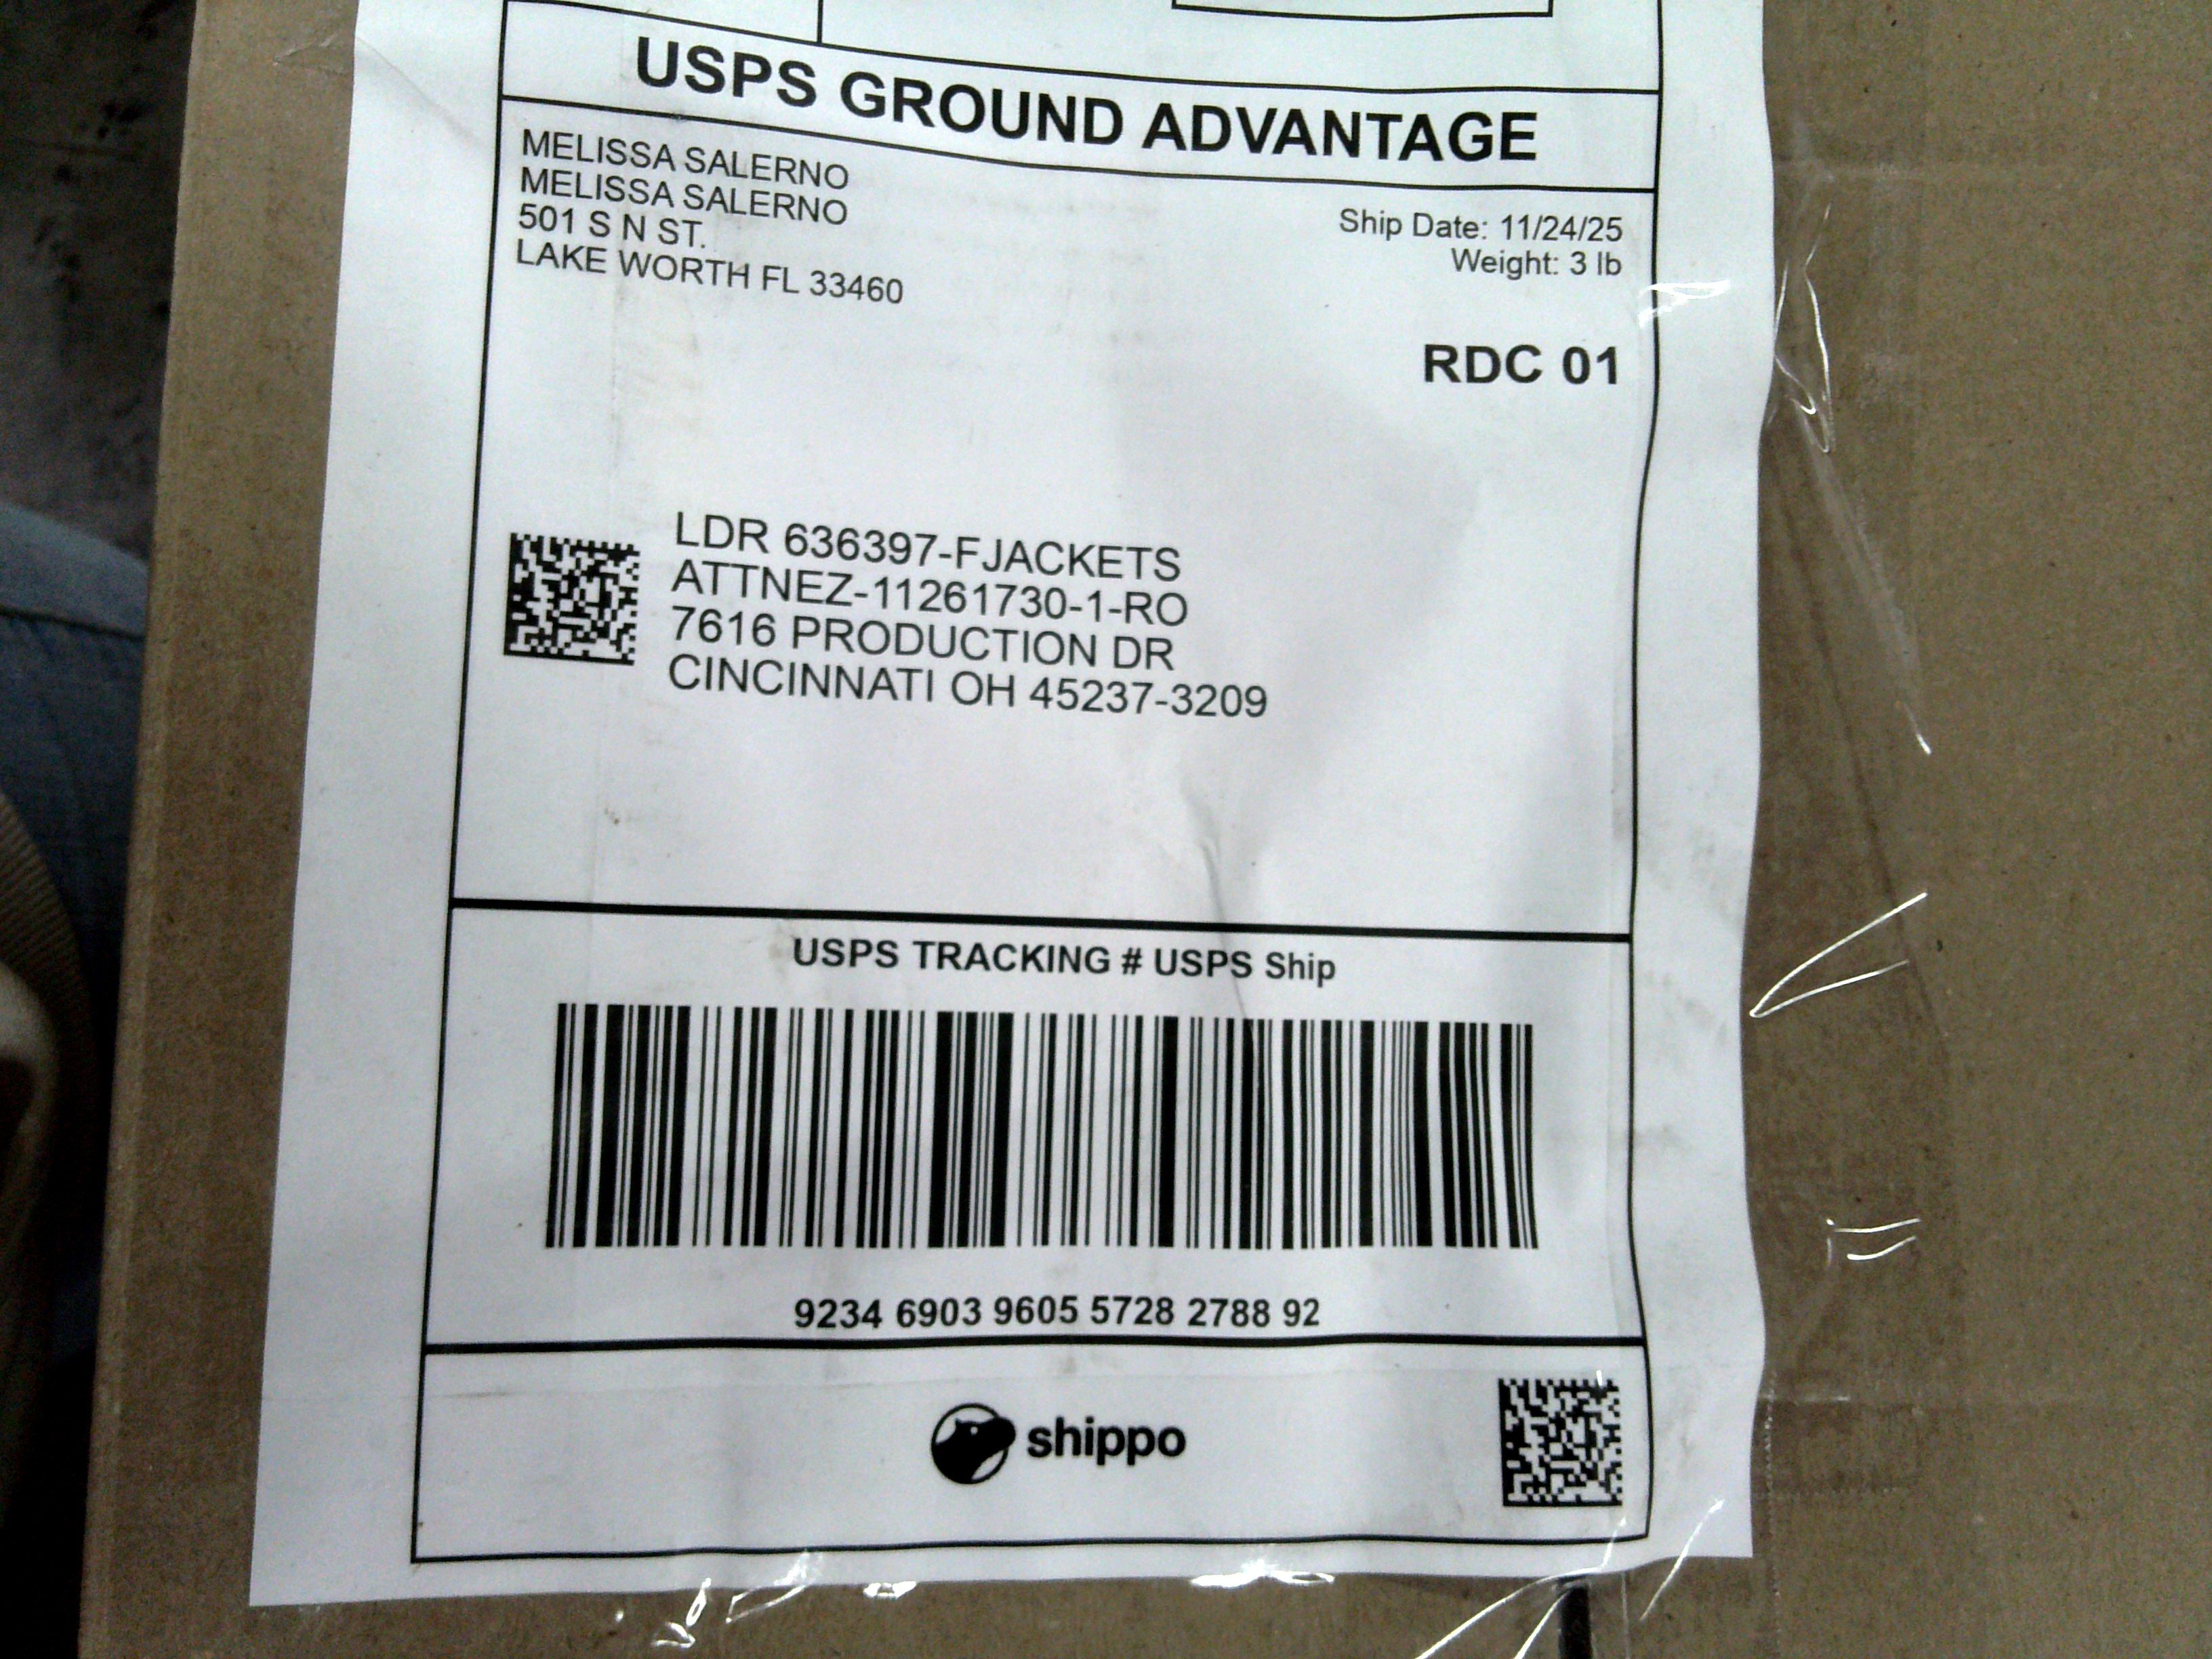 USPS GROUND ADVANTAGE
MELISSA SALERNO
MELISSA SALERNO
501 S N ST.
LAKE WORTH FL 33460
Ship Date: 11/24/25
Weight: 3 lb
RDC 01
LDR 636397-FJACKETS
ATTNEZ-11261730-1-RO
7616 PRODUCTION DR
CINCINNATI OH 45237-3209
USPS TRACKING # USPS Ship
9234 6903 9605 5728 2788 92
shippo